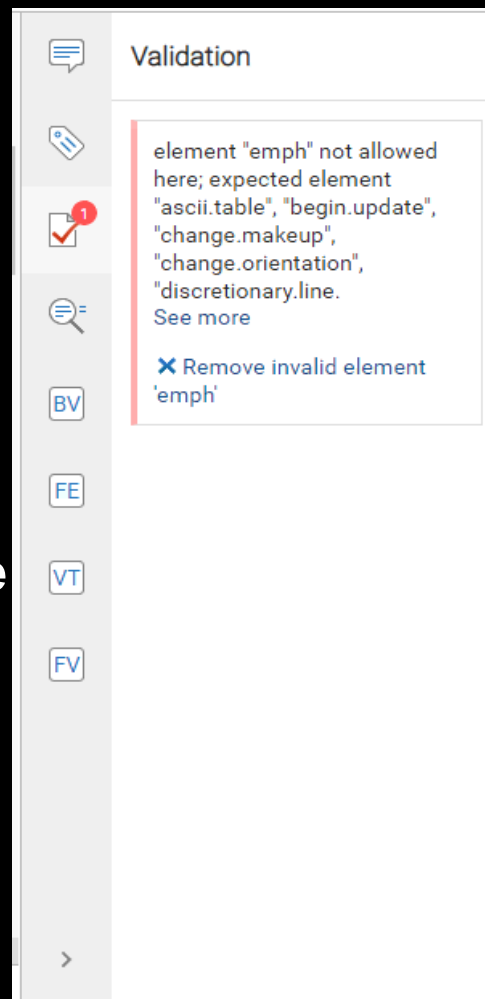 Validation
1
element "emph" not allowed
here; expected element
"ascii.table", "begin.update",
"change.makeup",
"change.orientation",
"discretionary.line.
See more
Remove invalid element
'emph'
BV
FE
VT
FV